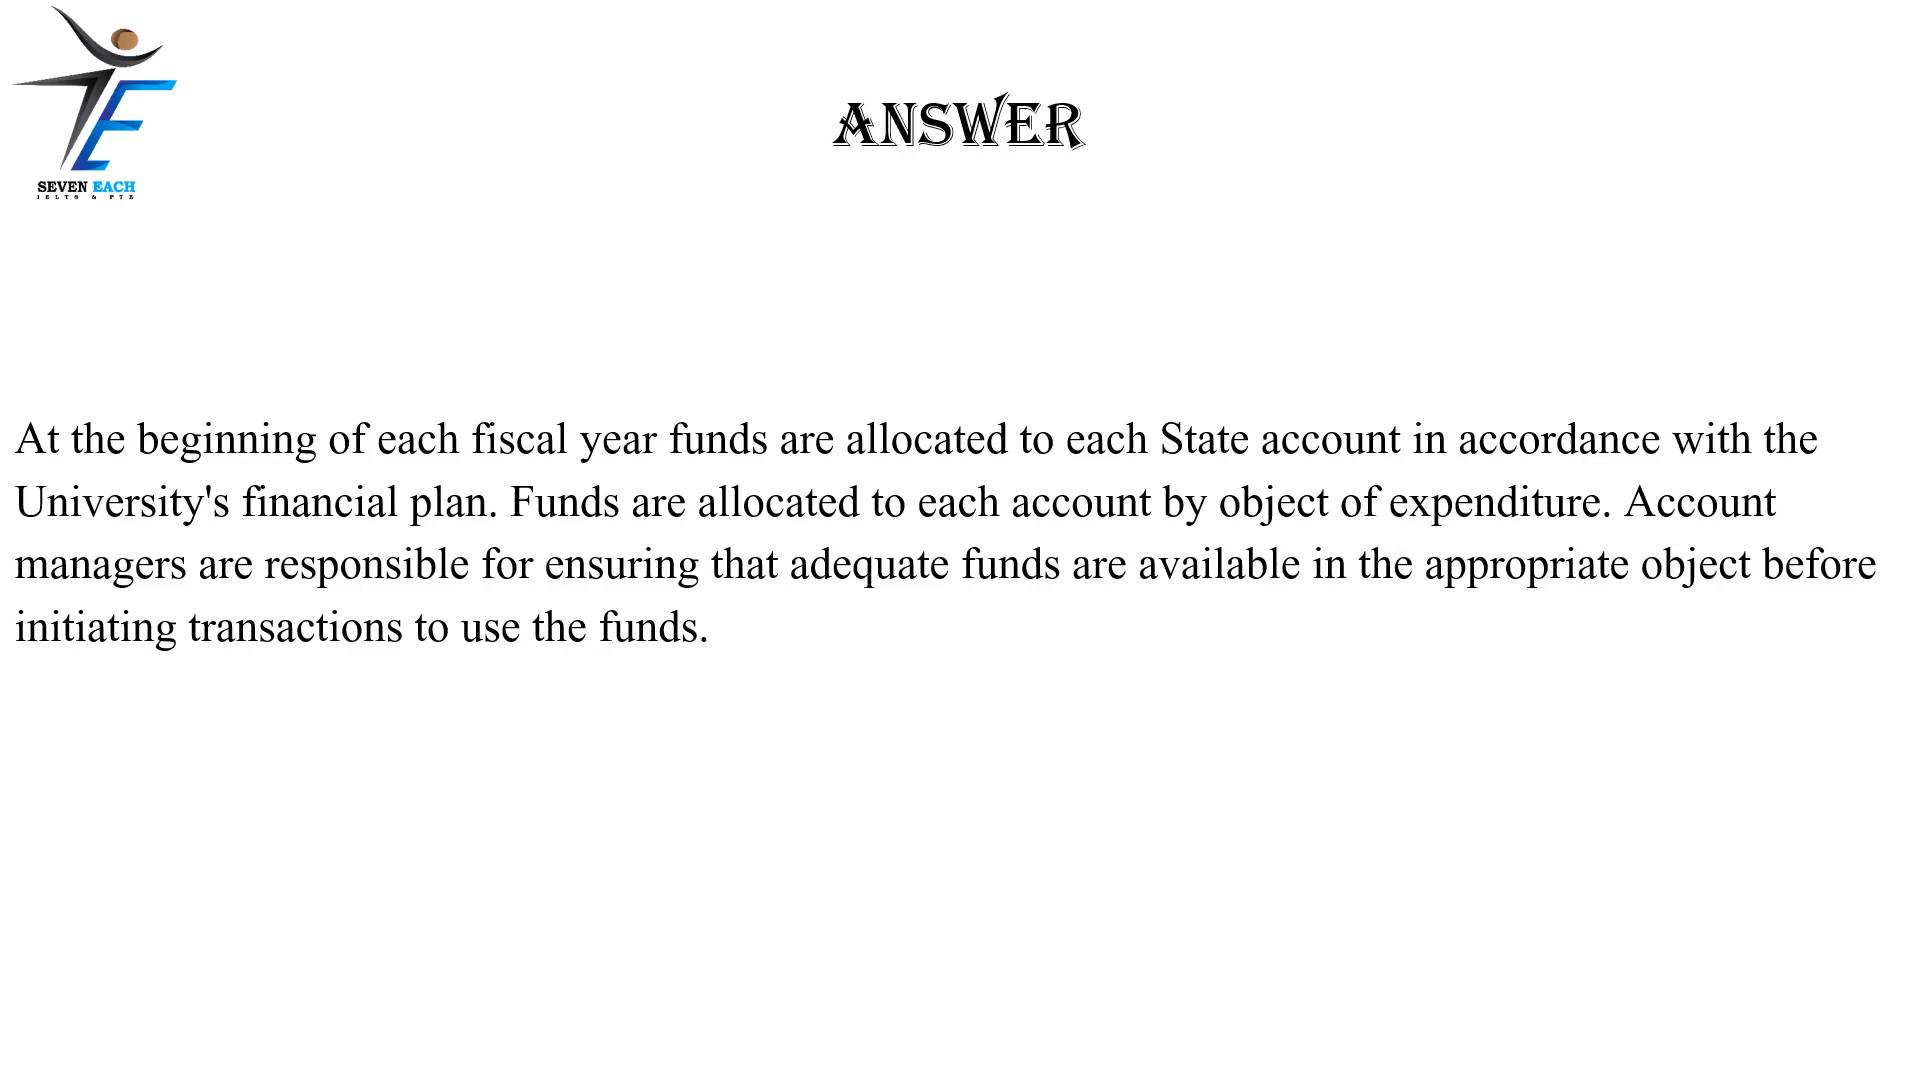 SEVEN EACH
IELTS & PTE
ANSWER
At the beginning of each fiscal year funds are allocated to each State account in accordance with the
University's financial plan. Funds are allocated to each account by object of expenditure. Account
managers are responsible for ensuring that adequate funds are available in the appropriate object before
initiating transactions to use the funds.